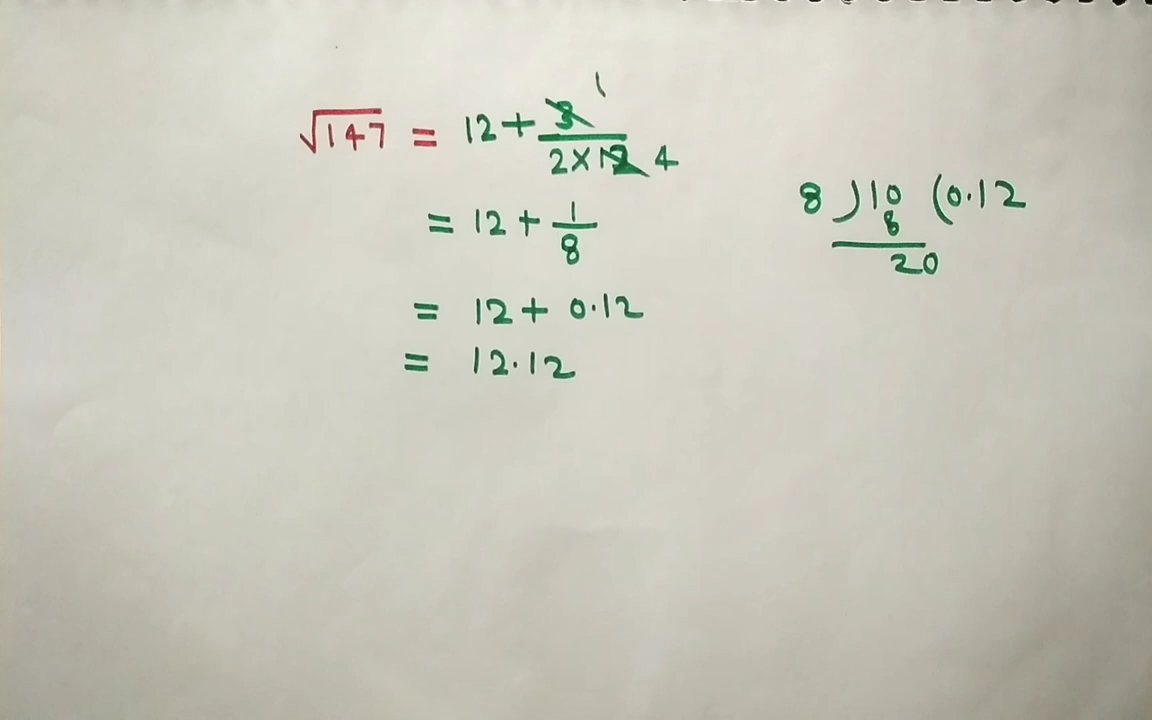 √147 = 12 + 3/(2×12) 1 4
= 12 + 1/8
= 12 + 0.12
= 12.12
8 ) 10 ( 0.12
8
20